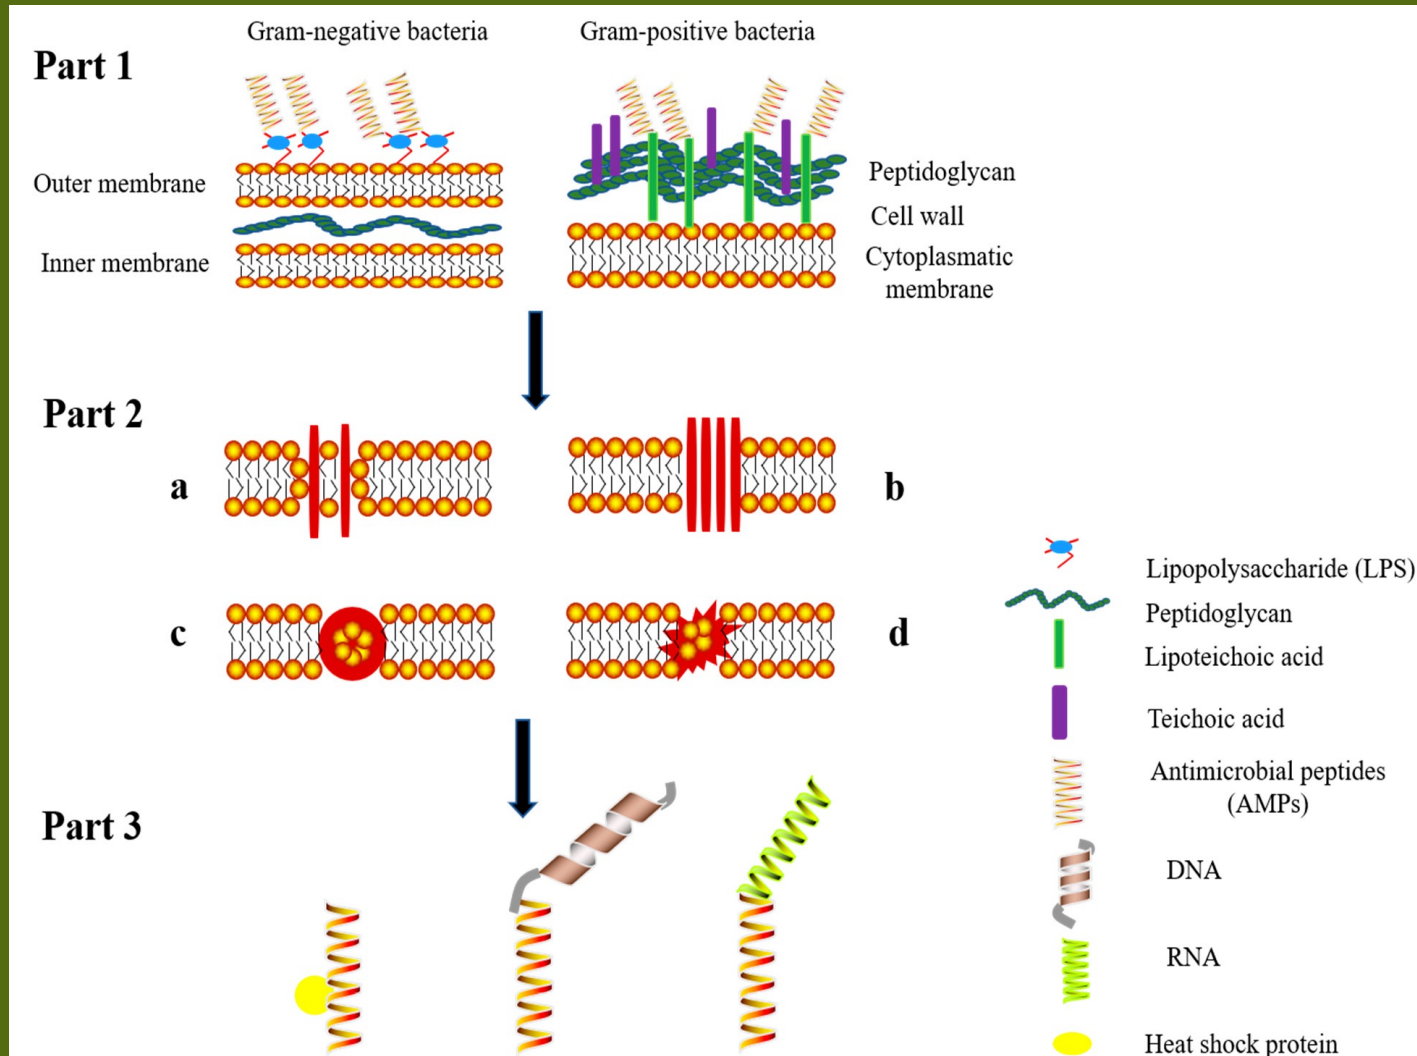 Gram-negative bacteria
Gram-positive bacteria
Part 1
Outer membrane
Inner membrane
Peptidoglycan
Cell wall
Cytoplasmatic
membrane
Part 2
a
b
c
d
Lipopolysaccharide (LPS)
Peptidoglycan
Lipoteichoic acid
Teichoic acid
Antimicrobial peptides
(AMPs)
DNA
RNA
Heat shock protein
Part 3